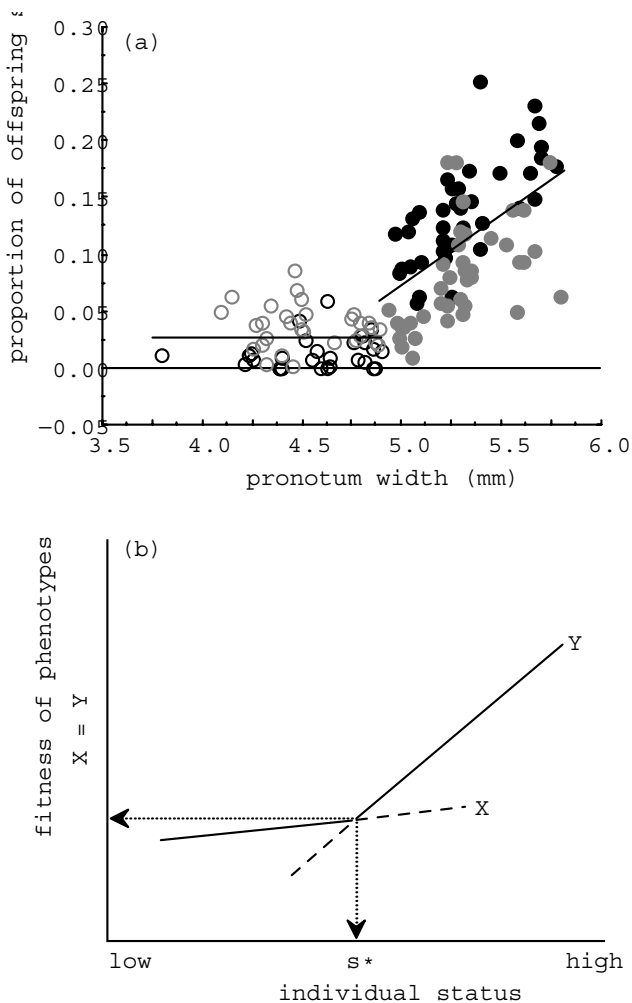 (a)
proportion of offspring
0.30
0.25
0.20
0.15
0.10
0.05
0.00
−0.05
3.5 4.0 4.5 5.0 5.5 6.0
pronotum width (mm)
(b)
fitness of phenotypes
X = Y
Y
X
low s* high
individual status